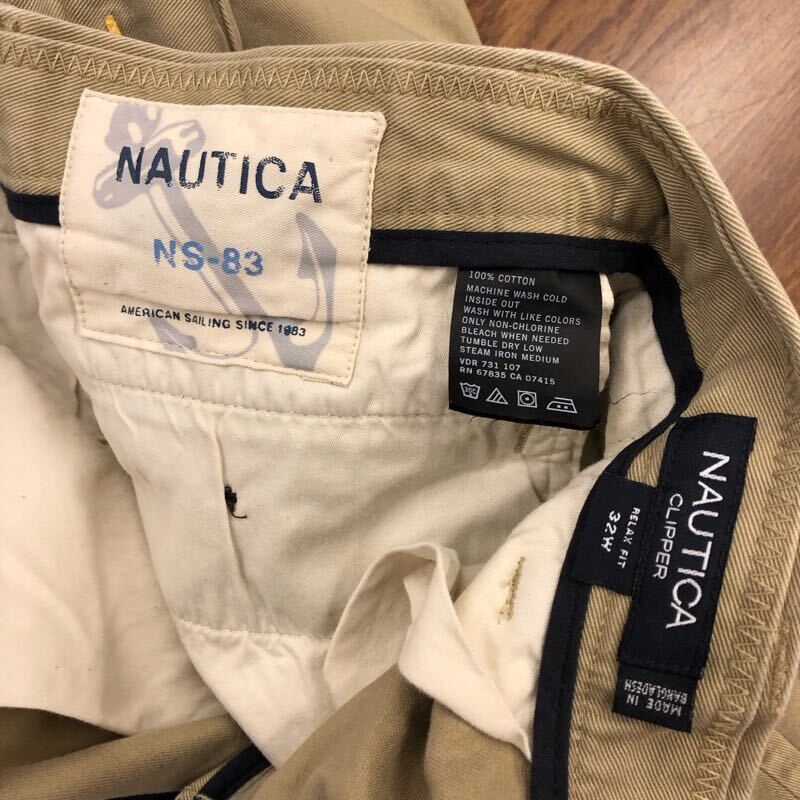 NAUTICA
NS-83
AMERICAN SAILING SINCE 1983
100% COTTON
MACHINE WASH COLD
INSIDE OUT
WASH WITH LIKE COLORS
ONLY NON-CHLORINE
BLEACH WHEN NEEDED
TUMBLE DRY LOW
STEAM IRON MEDIUM
VDR 731 107
RN 67835 CA 07415
30C
NAUTICA
CLIPPER
RELAX FIT
32W
MADE IN
BANGLADESH